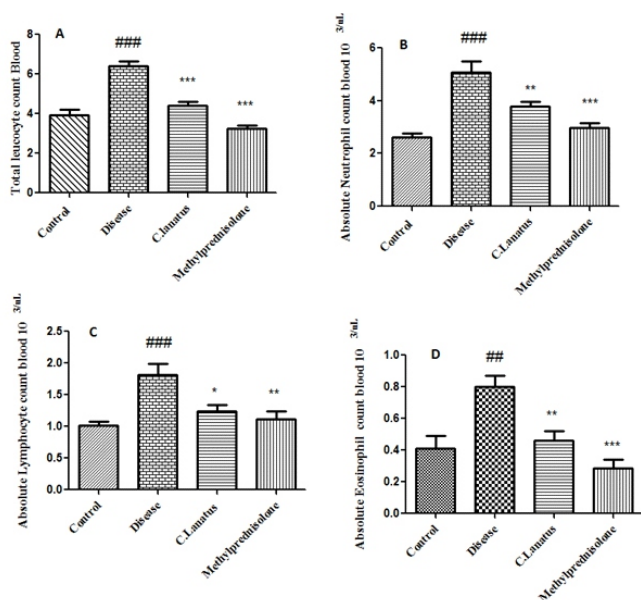 A
Total leucocyte count Blood
8
6
4
2
0
###
***
***
Control
Disease
C.lanatus
Methylprednisolone
B
Absolute Neutrophil count blood 10 3/uL
6
4
2
0
###
**
***
Control
Disease
C.Lanatus
Methylprednisolone
C
Absolute Lymphocyte count blood 10 3/uL
2.5
2.0
1.5
1.0
0.5
0.0
###
*
**
Control
Disease
C.Lanatus
Methylprednisolone
D
Absolute Eosinophil count blood 10 3/uL
1.0
0.8
0.6
0.4
0.2
0.0
##
**
***
Control
Disease
C.Lanatus
Methylprednisolone